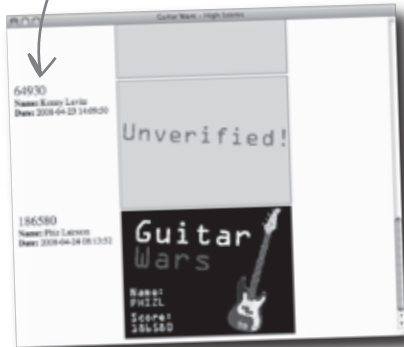 Guitar Wars - High Scores
64930
Name: Kenny Lavitz
Date: 2008-04-23 14:09:50
Unverified!
186580
Name: Phiz Lairston
Date: 2008-04-24 08:13:52
Guitar
Wars
Name:
PHIZL
Score:
186580